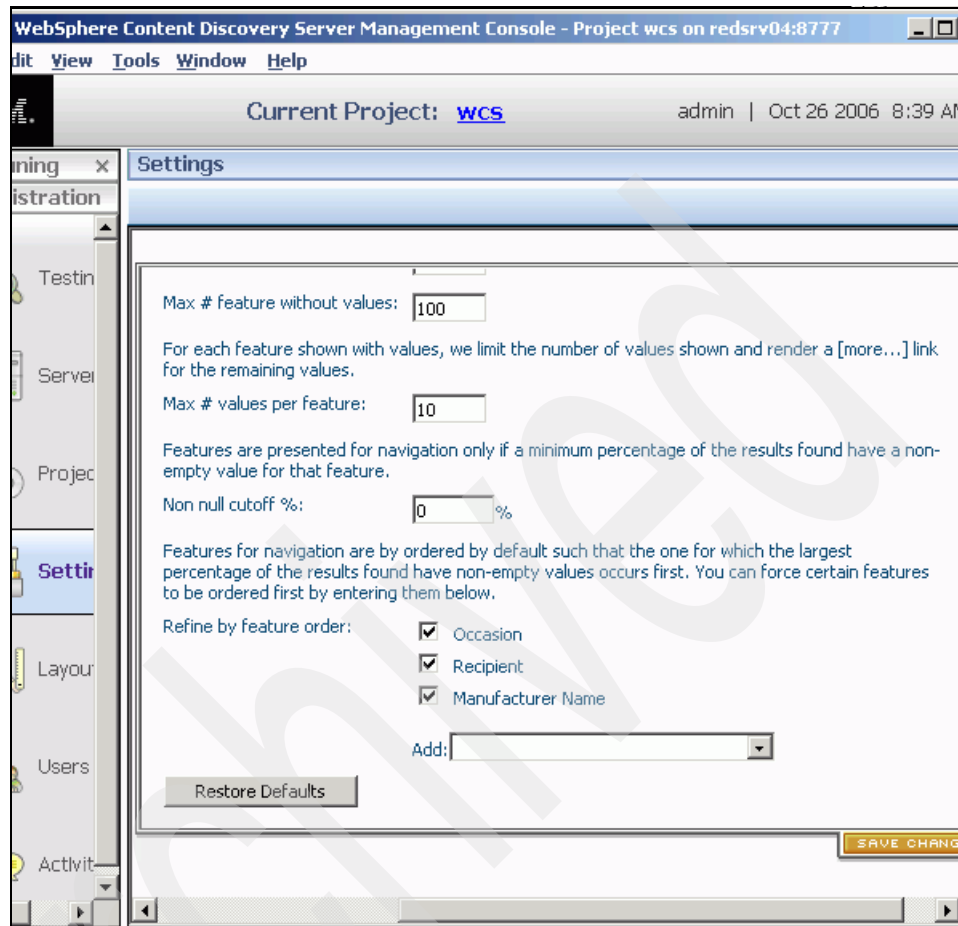 WebSphere Content Discovery Server Management Console - Project wcs on redsrv04:8777
dit View Tools Window Help
M.
Current Project: wcs
admin | Oct 26 2006 8:39 AM
ning ×
Settings
istration
Testin
Max # feature without values: 100
For each feature shown with values, we limit the number of values shown and render a [more...] link
for the remaining values.
Server
Max # values per feature: 10
Features are presented for navigation only if a minimum percentage of the results found have a non-
empty value for that feature.
Projec
Non null cutoff %: 0 %
Features for navigation are by ordered by default such that the one for which the largest
percentage of the results found have non-empty values occurs first. You can force certain features
to be ordered first by entering them below.
Settin
Refine by feature order:
Occasion
Recipient
Manufacturer Name
Layou
Add:
Users
Restore Defaults
SAVE CHANG
Activit
archived